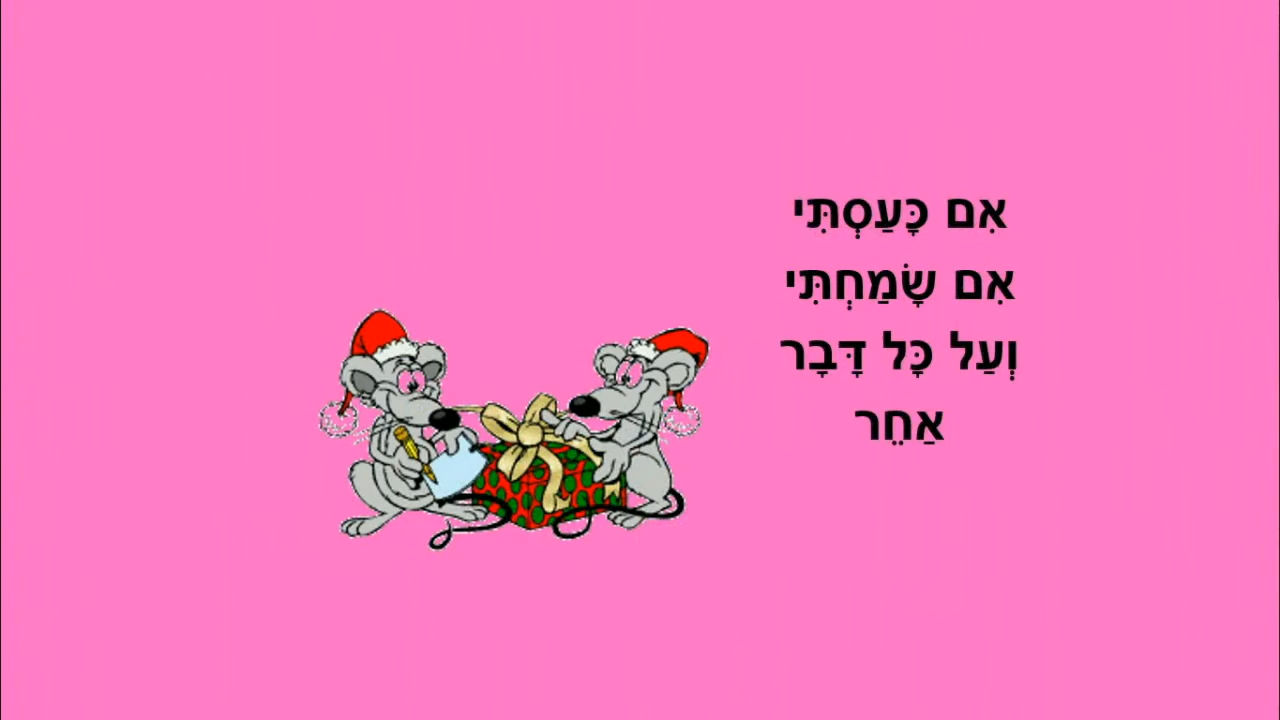 אִם כָּעַסְתִּי
אִם שָׂמַחְתִּי
וְעַל כָּל דָּבָר
אַחֵר